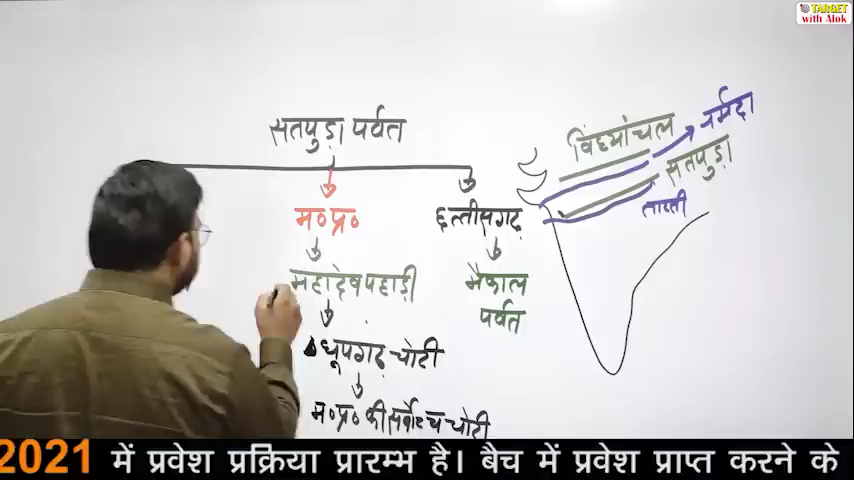 TARGET
with Alok
सतपुड़ा पर्वत
म०प्र०
छत्तीसगढ़
महादेव पहाड़ी
मैकाल
पर्वत
धूपगढ़ चोटी
म०प्र० की सर्वोच्च चोटी
विंध्यांचल
नर्मदा
सतपुड़ा
ताप्ती
2021 में प्रवेश प्रक्रिया प्रारम्भ है। बैच में प्रवेश प्राप्त करने के